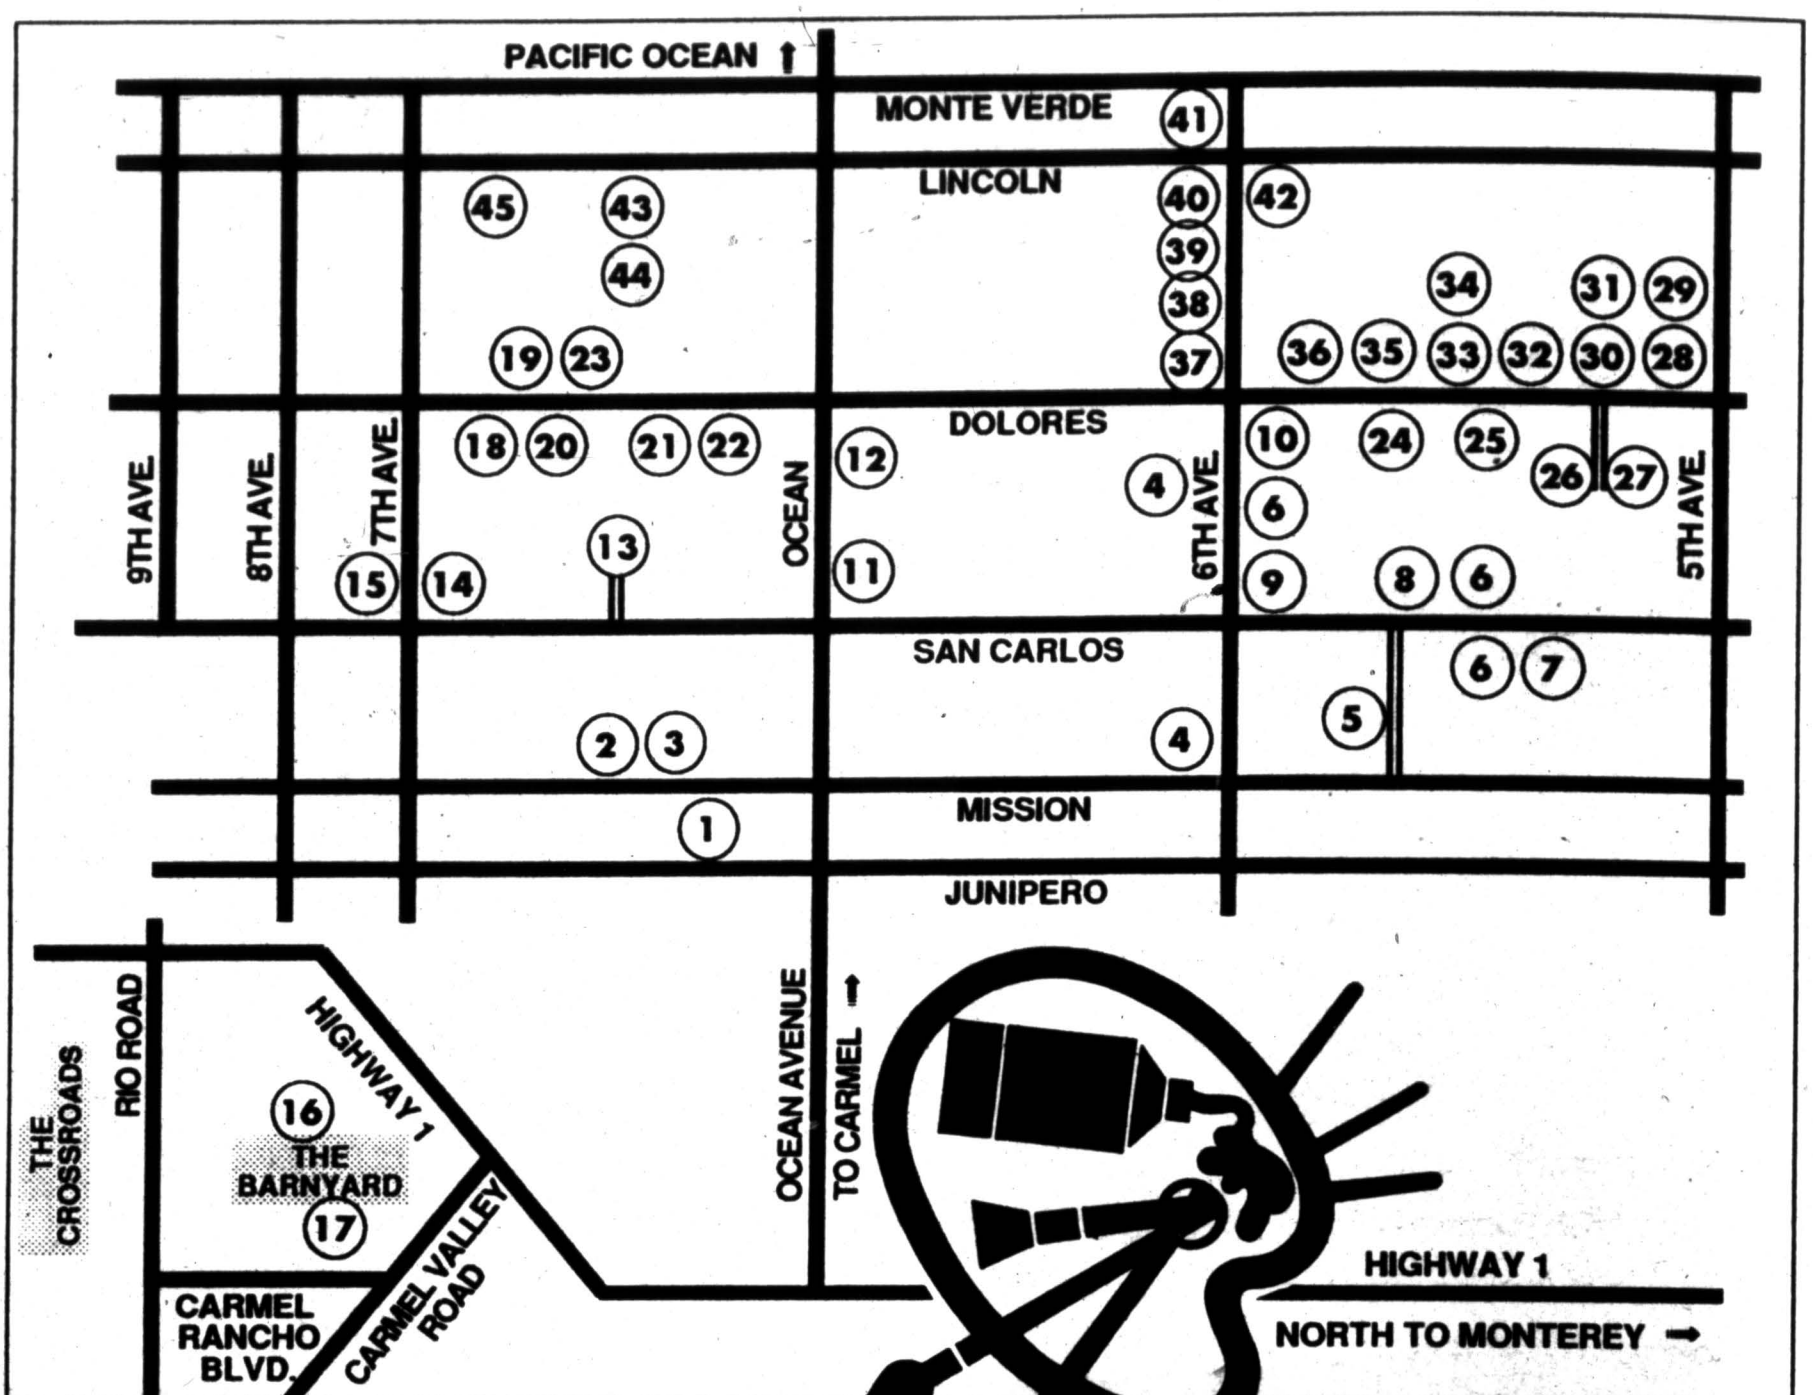 PACIFIC OCEAN ↑
MONTE VERDE
41
LINCOLN
45
43
40
42
39
44
38
34
31
29
19
23
37
36
35
33
32
30
28
DOLORES
18
20
21
22
12
4
10
24
25
26
27
9TH AVE.
8TH AVE.
7TH AVE.
OCEAN
6TH AVE.
5TH AVE.
6
13
15
14
11
9
8
6
SAN CARLOS
6
7
5
2
3
4
MISSION
1
JUNIPERO
THE
CROSSROADS
RIO ROAD
HIGHWAY 1
16
THE
BARNYARD
17
CARMEL
RANCHO
BLVD.
CARMEL VALLEY
ROAD
OCEAN AVENUE
TO CARMEL →
HIGHWAY 1
NORTH TO MONTEREY →